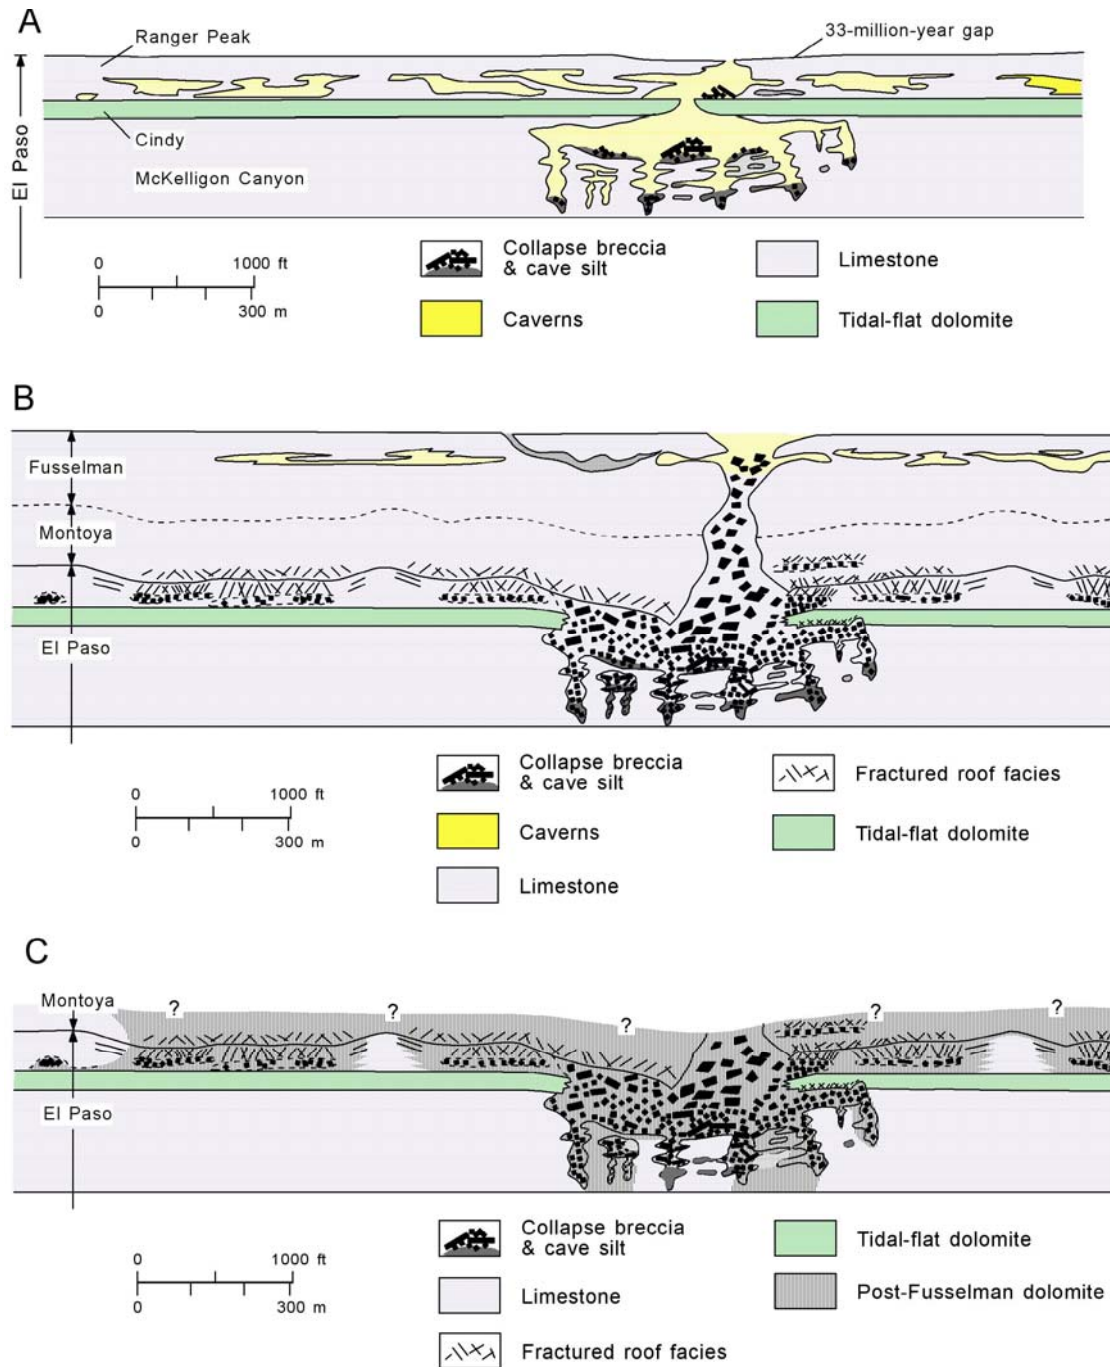 A
Ranger Peak
33-million-year gap
El Paso
Cindy
McKelligon Canyon
0 1000 ft
0 300 m
Collapse breccia
& cave silt
Caverns
Limestone
Tidal-flat dolomite
B
Fusselman
Montoya
El Paso
0 1000 ft
0 300 m
Collapse breccia
& cave silt
Caverns
Limestone
Fractured roof facies
Tidal-flat dolomite
C
Montoya
? ? ? ? ?
El Paso
0 1000 ft
0 300 m
Collapse breccia
& cave silt
Limestone
Fractured roof facies
Tidal-flat dolomite
Post-Fusselman dolomite